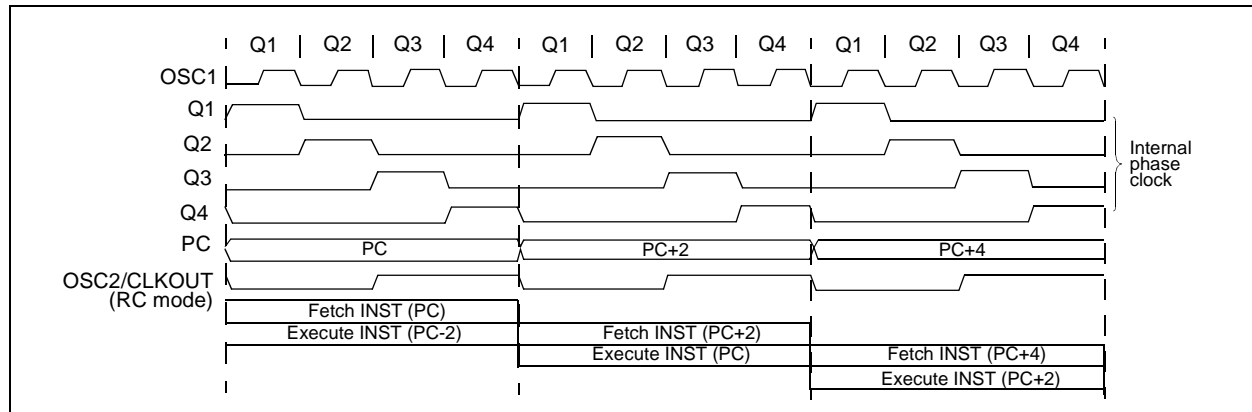 Q1 Q2 Q3 Q4 Q1 Q2 Q3 Q4 Q1 Q2 Q3 Q4
OSC1
Q1
Q2
Q3
Q4
Internal
phase
clock
PC PC PC+2 PC+4
OSC2/CLKOUT
(RC mode)
Fetch INST (PC)
Execute INST (PC-2) Fetch INST (PC+2)
Execute INST (PC) Fetch INST (PC+4)
Execute INST (PC+2)